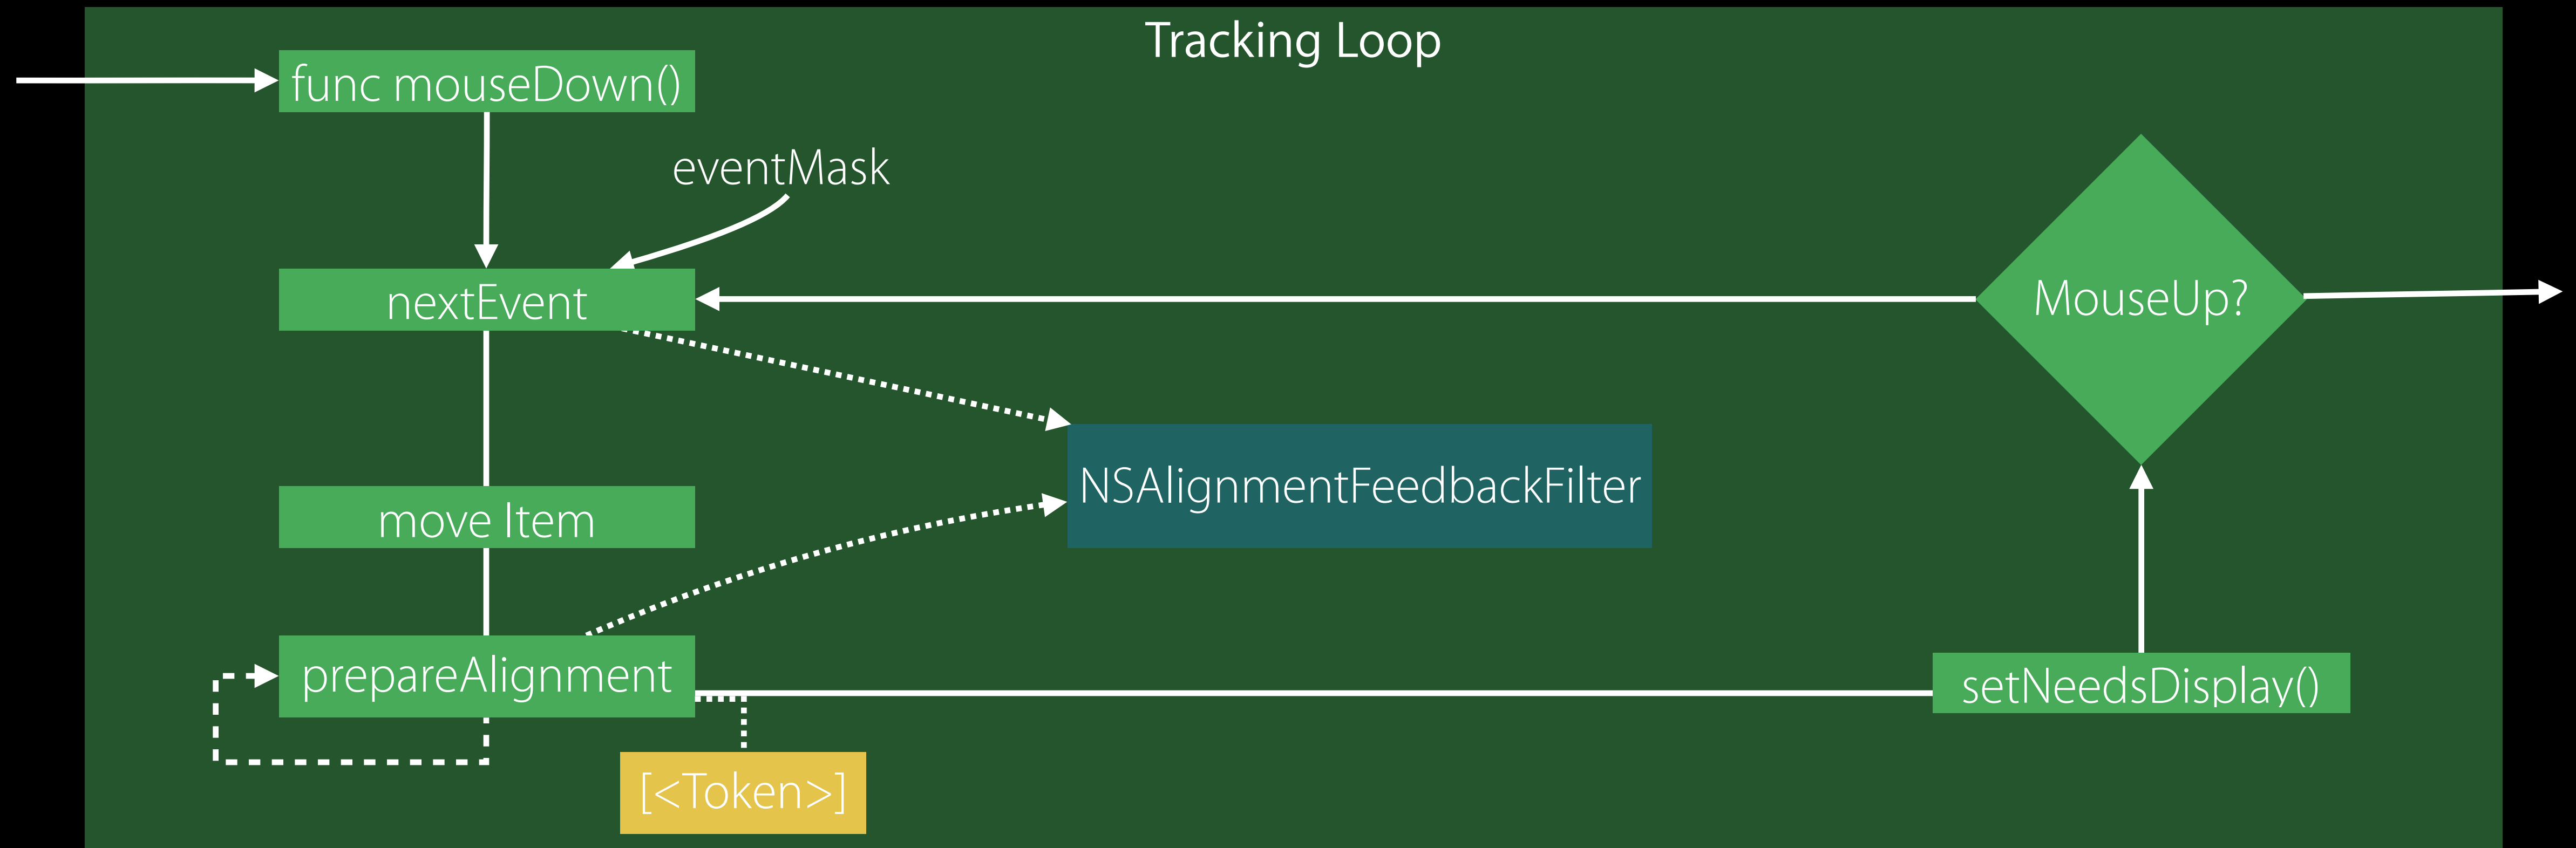 Tracking Loop
func mouseDown()
eventMask
nextEvent
MouseUp?
NSAlignmentFeedbackFilter
move Item
prepareAlignment
setNeedsDisplay()
[<Token>]